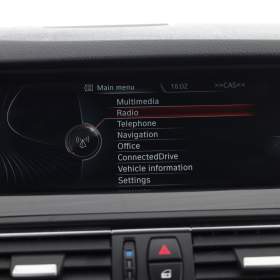 Main menu 16:02 >>CAS<<
Multimedia
Radio
Telephone
Navigation
Office
ConnectedDrive
Vehicle information
Settings